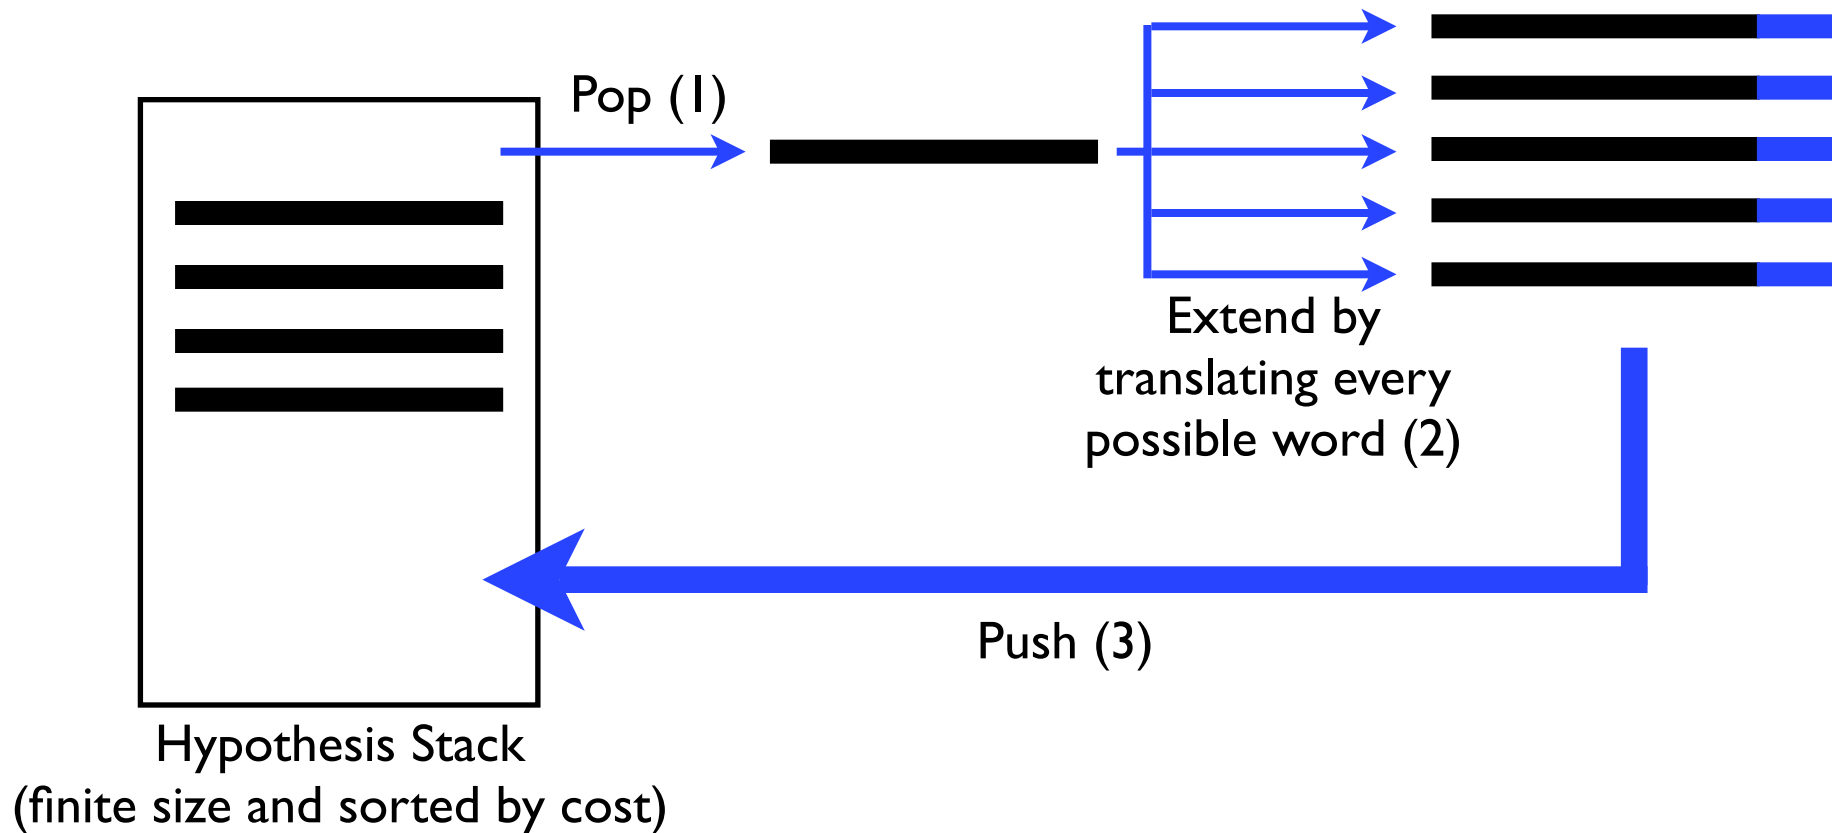 Pop (1)
Extend by
translating every
possible word (2)
Push (3)
Hypothesis Stack
(finite size and sorted by cost)